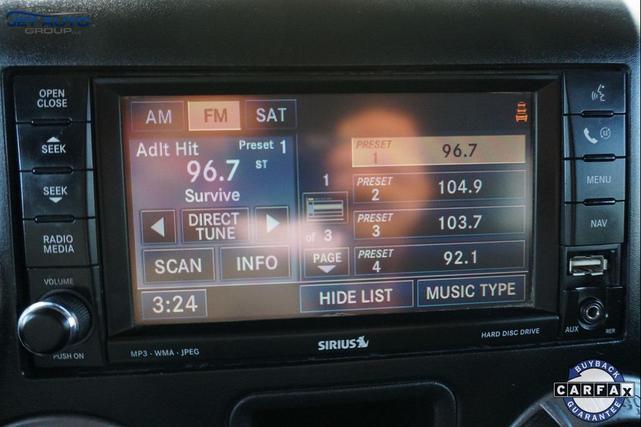 JET AUTO
GROUP
OPEN
CLOSE
SEEK
SEEK
RADIO
MEDIA
VOLUME
PUSH ON
AM FM SAT
Adlt Hit Preset 1
96.7 ST
Survive
DIRECT
TUNE
SCAN INFO
3:24
1
of 3
PAGE
PRESET
1 96.7
PRESET
2 104.9
PRESET
3 103.7
PRESET
4 92.1
HIDE LIST MUSIC TYPE
MENU
NAV
AUX
MP3 · WMA · JPEG
SIRIUS
HARD DISC DRIVE
BUYBACK
CARFAX
GUARANTEE